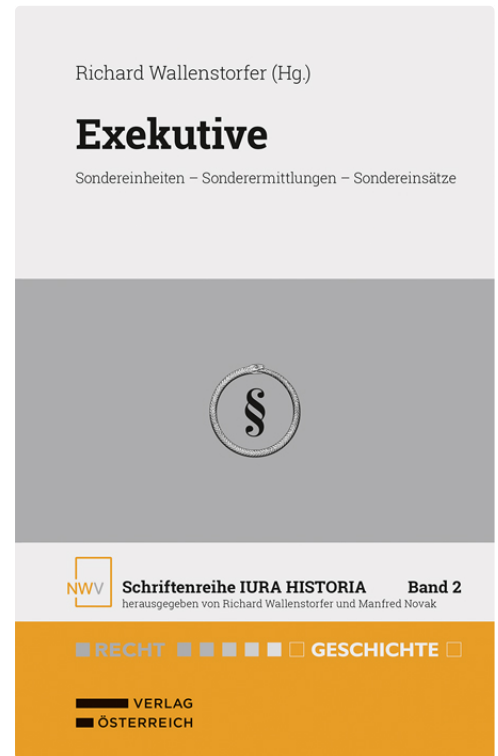 Richard Wallenstorfer (Hg.)
Exekutive
Sondereinheiten – Sonderermittlungen – Sondereinsätze
§
NWV
Schriftenreihe IURA HISTORIA Band 2
herausgegeben von Richard Wallenstorfer und Manfred Novak
RECHT GESCHICHTE
VERLAG
ÖSTERREICH